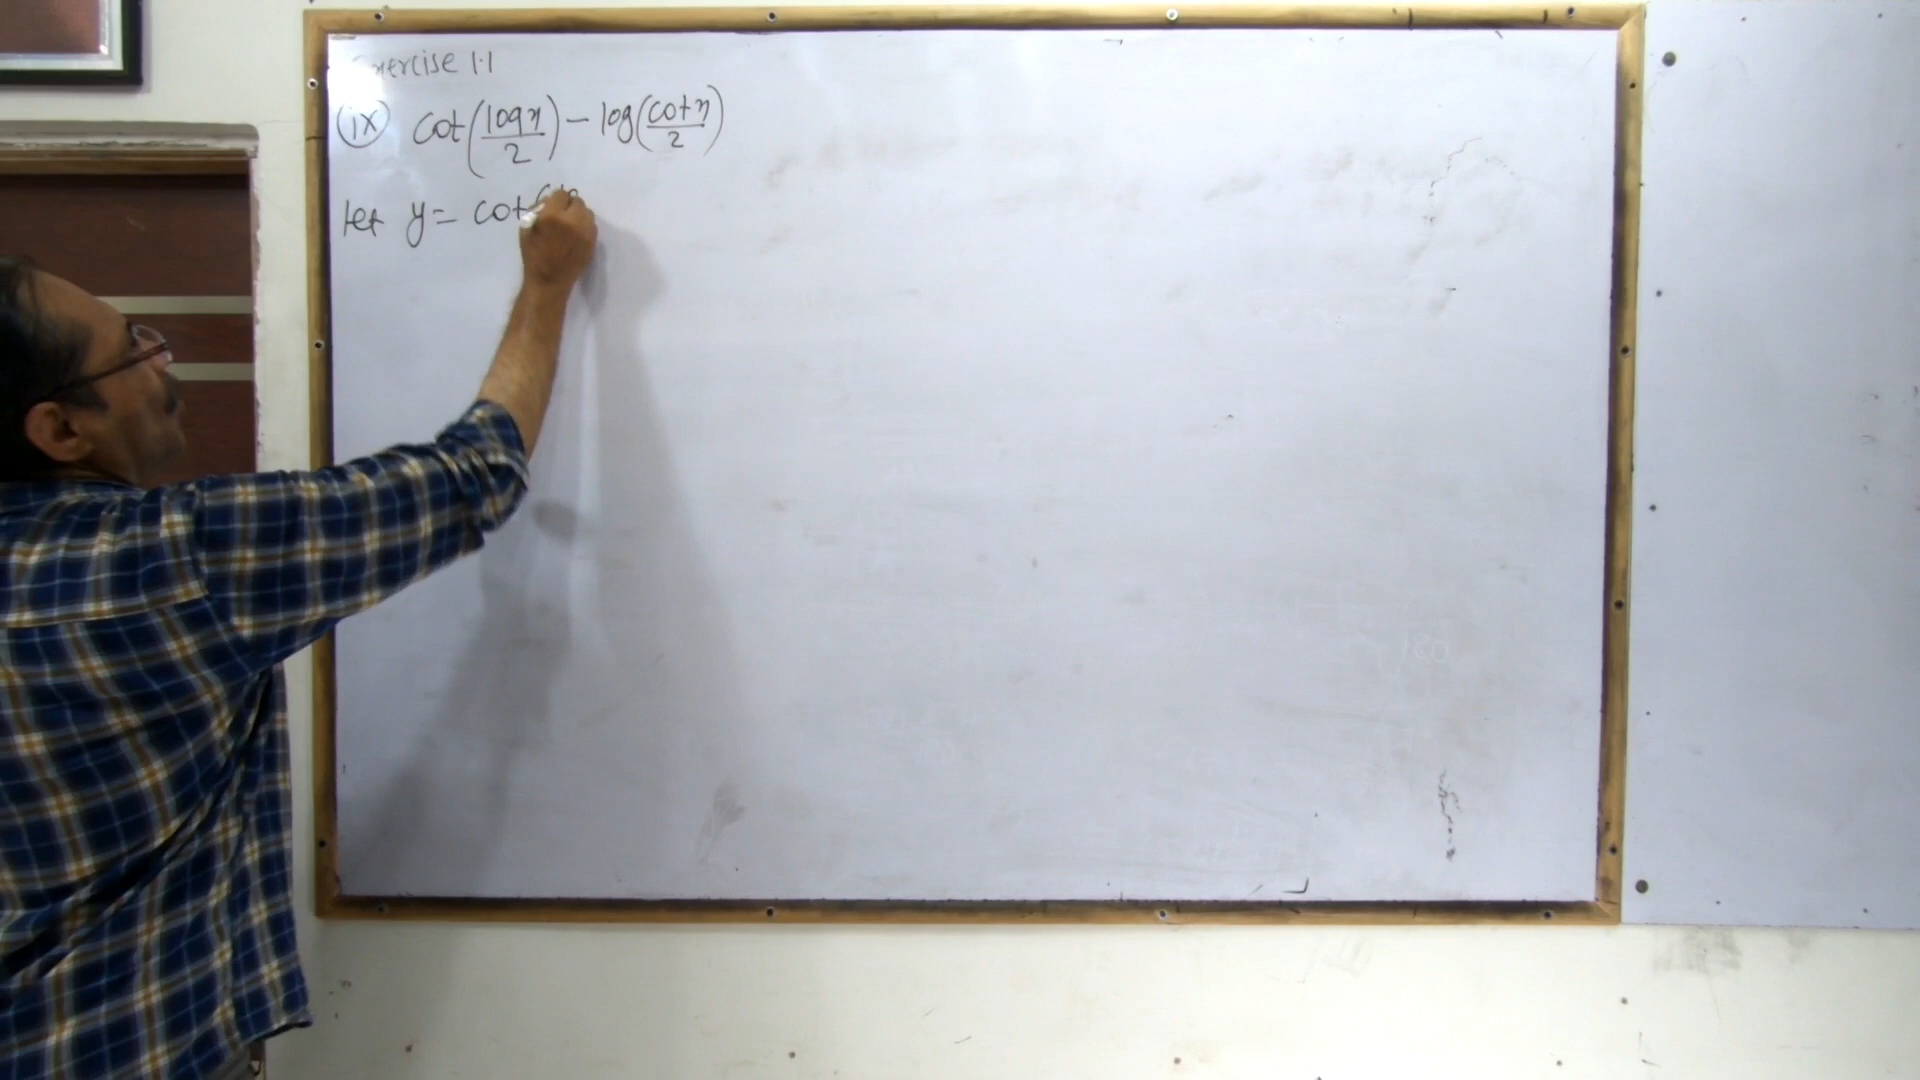 Exercise 1.1
(ix) cot(log x/2) - log(cot x/2)
let y = cot(